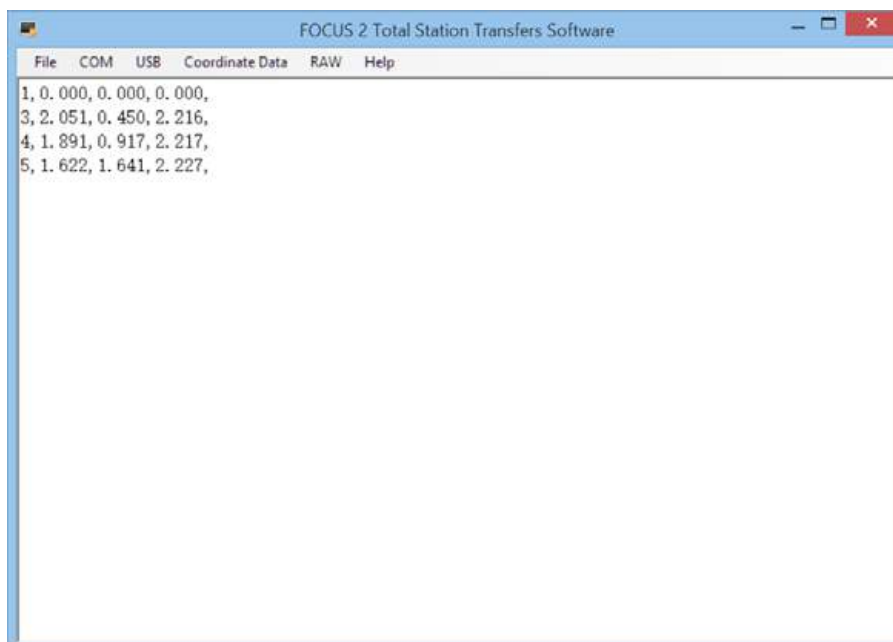 FOCUS 2 Total Station Transfers Software
File COM USB Coordinate Data RAW Help
1, 0. 000, 0. 000, 0. 000,
3, 2. 051, 0. 450, 2. 216,
4, 1. 891, 0. 917, 2. 217,
5, 1. 622, 1. 641, 2. 227,